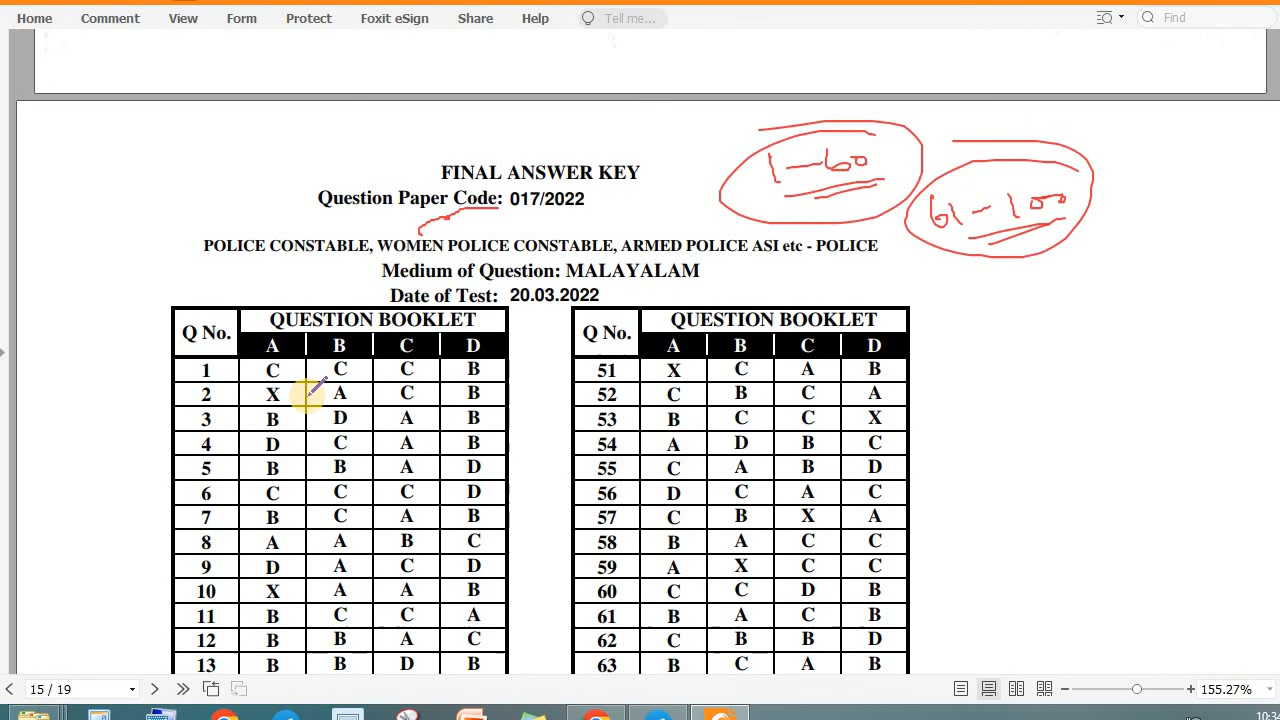 Home Comment View Form Protect Foxit eSign Share Help Tell me... Find
1-60
61-100
FINAL ANSWER KEY
Question Paper Code: 017/2022
POLICE CONSTABLE, WOMEN POLICE CONSTABLE, ARMED POLICE ASI etc - POLICE
Medium of Question: MALAYALAM
Date of Test: 20.03.2022
Q No. QUESTION BOOKLET
A B C D
1 C C C B
2 X A C B
3 B D A B
4 D C A B
5 B B A D
6 C C C D
7 B C A B
8 A A B C
9 D A C D
10 X A A B
11 B C C A
12 B B A C
13 B B D B
Q No. QUESTION BOOKLET
A B C D
51 X C A B
52 C B C A
53 B C C X
54 A D B C
55 C A B D
56 D C A C
57 C B X A
58 B A C C
59 A X C C
60 C C D B
61 B A C B
62 C B B D
63 B C A B
15 / 19 155.27%